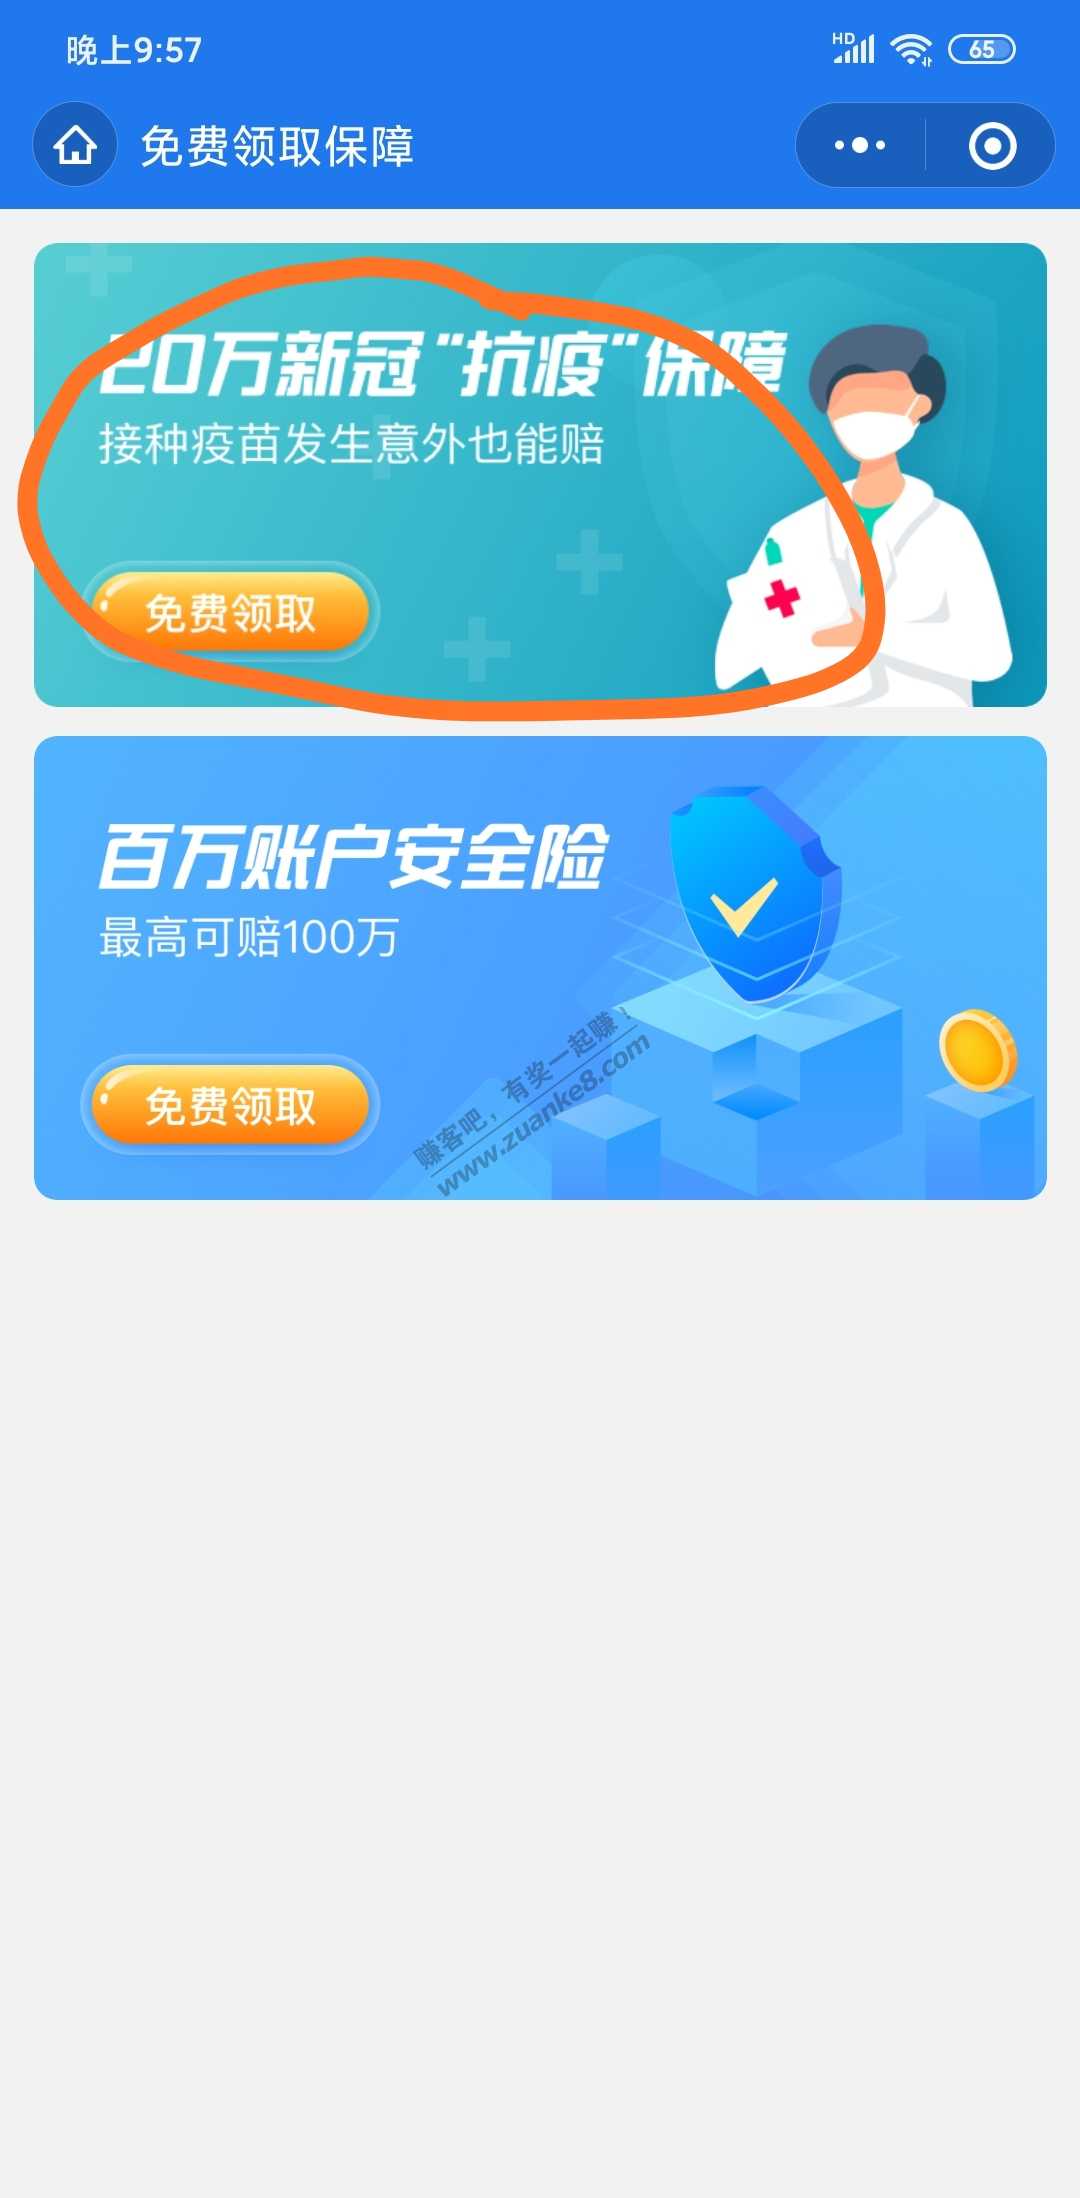 晚上9:57
HD
65
免费领取保障
20万新冠"抗疫"保障
接种疫苗发生意外也能赔
免费领取
百万账户安全险
最高可赔100万
免费领取
赚客吧，有奖一起赚！
www.zuanke8.com